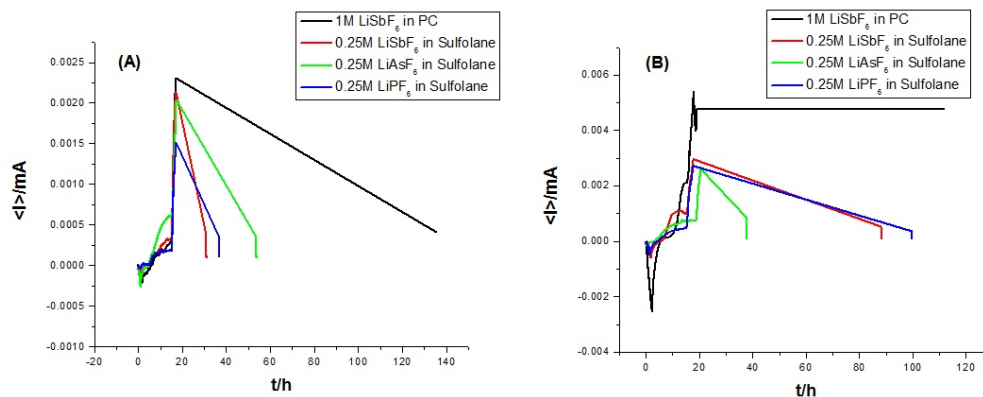 1M LiSbF₆ in PC
0.25M LiSbF₆ in Sulfolane
0.25M LiAsF₆ in Sulfolane
0.25M LiPF₆ in Sulfolane
(A)
<I>/mA
0.0025
0.0020
0.0015
0.0010
0.0005
0.0000
-0.0005
-0.0010
-20 0 20 40 60 80 100 120 140
t/h
1M LiSbF₆ in PC
0.25M LiSbF₆ in Sulfolane
0.25M LiAsF₆ in Sulfolane
0.25M LiPF₆ in Sulfolane
(B)
<I>/mA
0.006
0.004
0.002
0.000
-0.002
-0.004
0 20 40 60 80 100 120
t/h